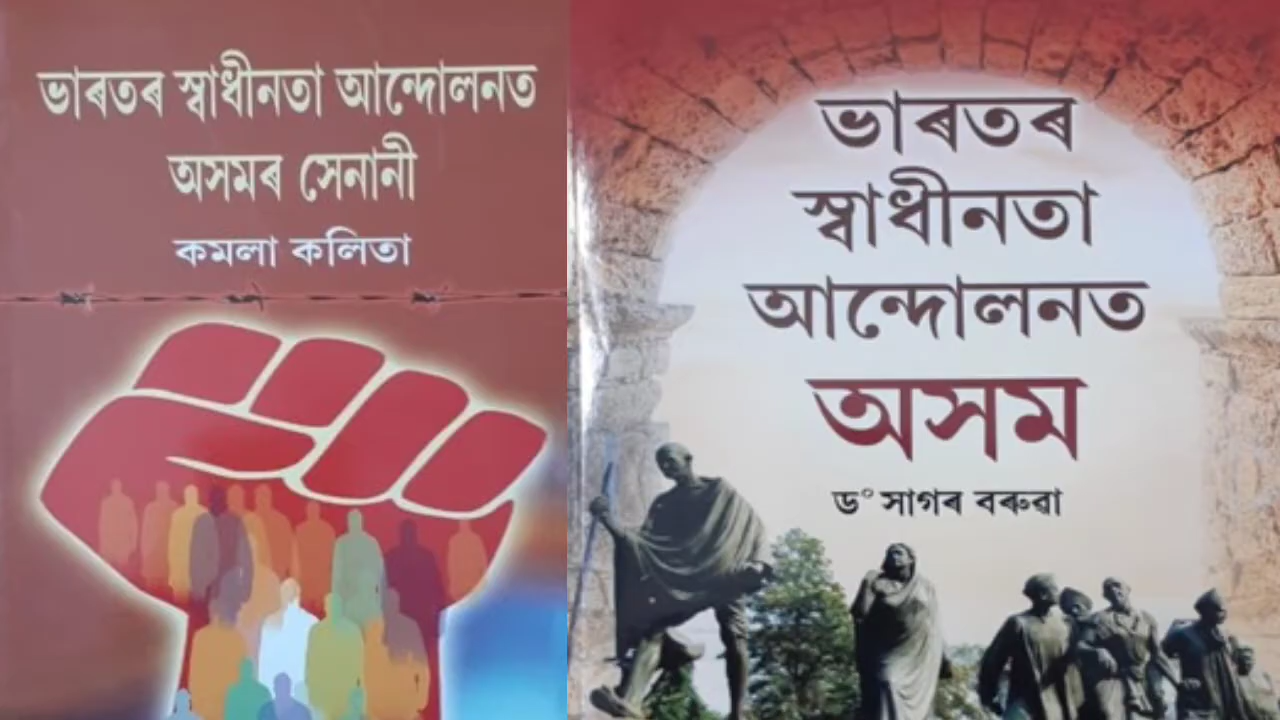 ভাৰতৰ স্বাধীনতা আন্দোলনত
অসমৰ সেনানী
কমলা কলিতা
ভাৰতৰ
স্বাধীনতা
আন্দোলনত
অসম
ড° সাগৰ বৰুৱা